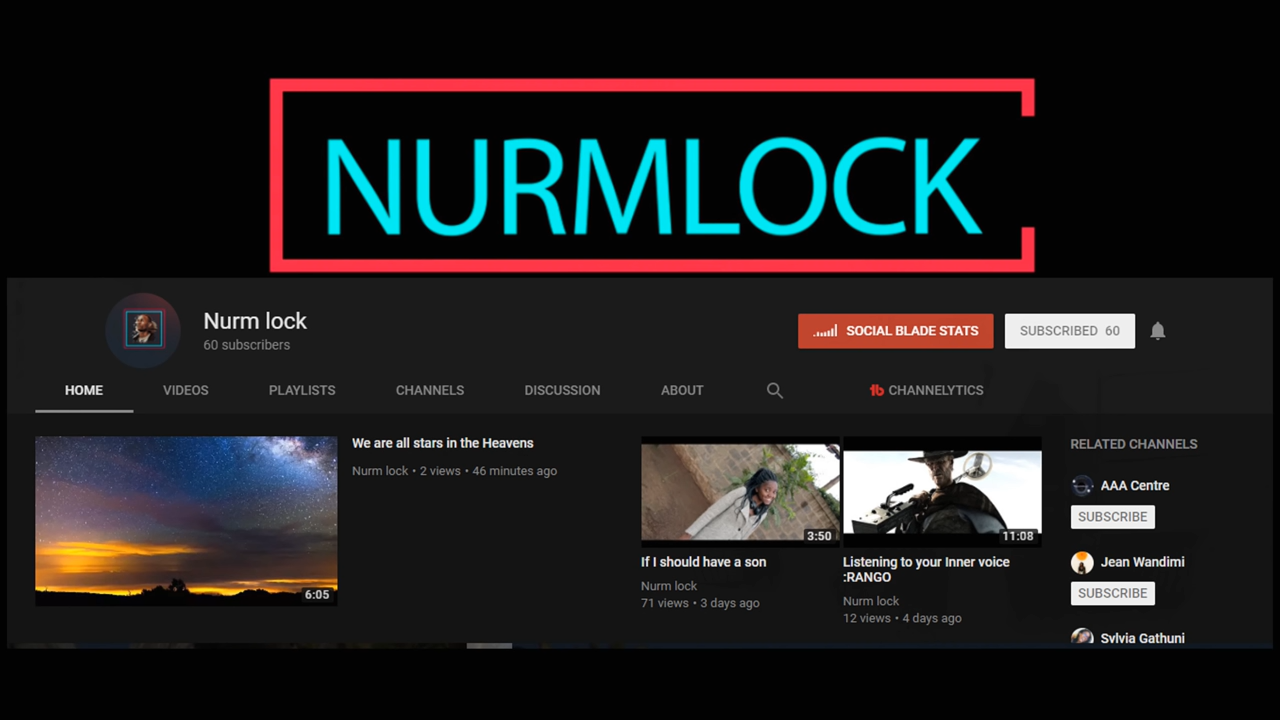 NURMLOCK
Nurm lock
60 subscribers
SOCIAL BLADE STATS
SUBSCRIBED 60
HOME
VIDEOS
PLAYLISTS
CHANNELS
DISCUSSION
ABOUT
CHANNELYTICS
6:05
We are all stars in the Heavens
Nurm lock • 2 views • 46 minutes ago
3:50
If I should have a son
Nurm lock
71 views • 3 days ago
11:08
Listening to your Inner voice
:RANGO
Nurm lock
12 views • 4 days ago
RELATED CHANNELS
AAA Centre
SUBSCRIBE
Jean Wandimi
SUBSCRIBE
Sylvia Gathuni